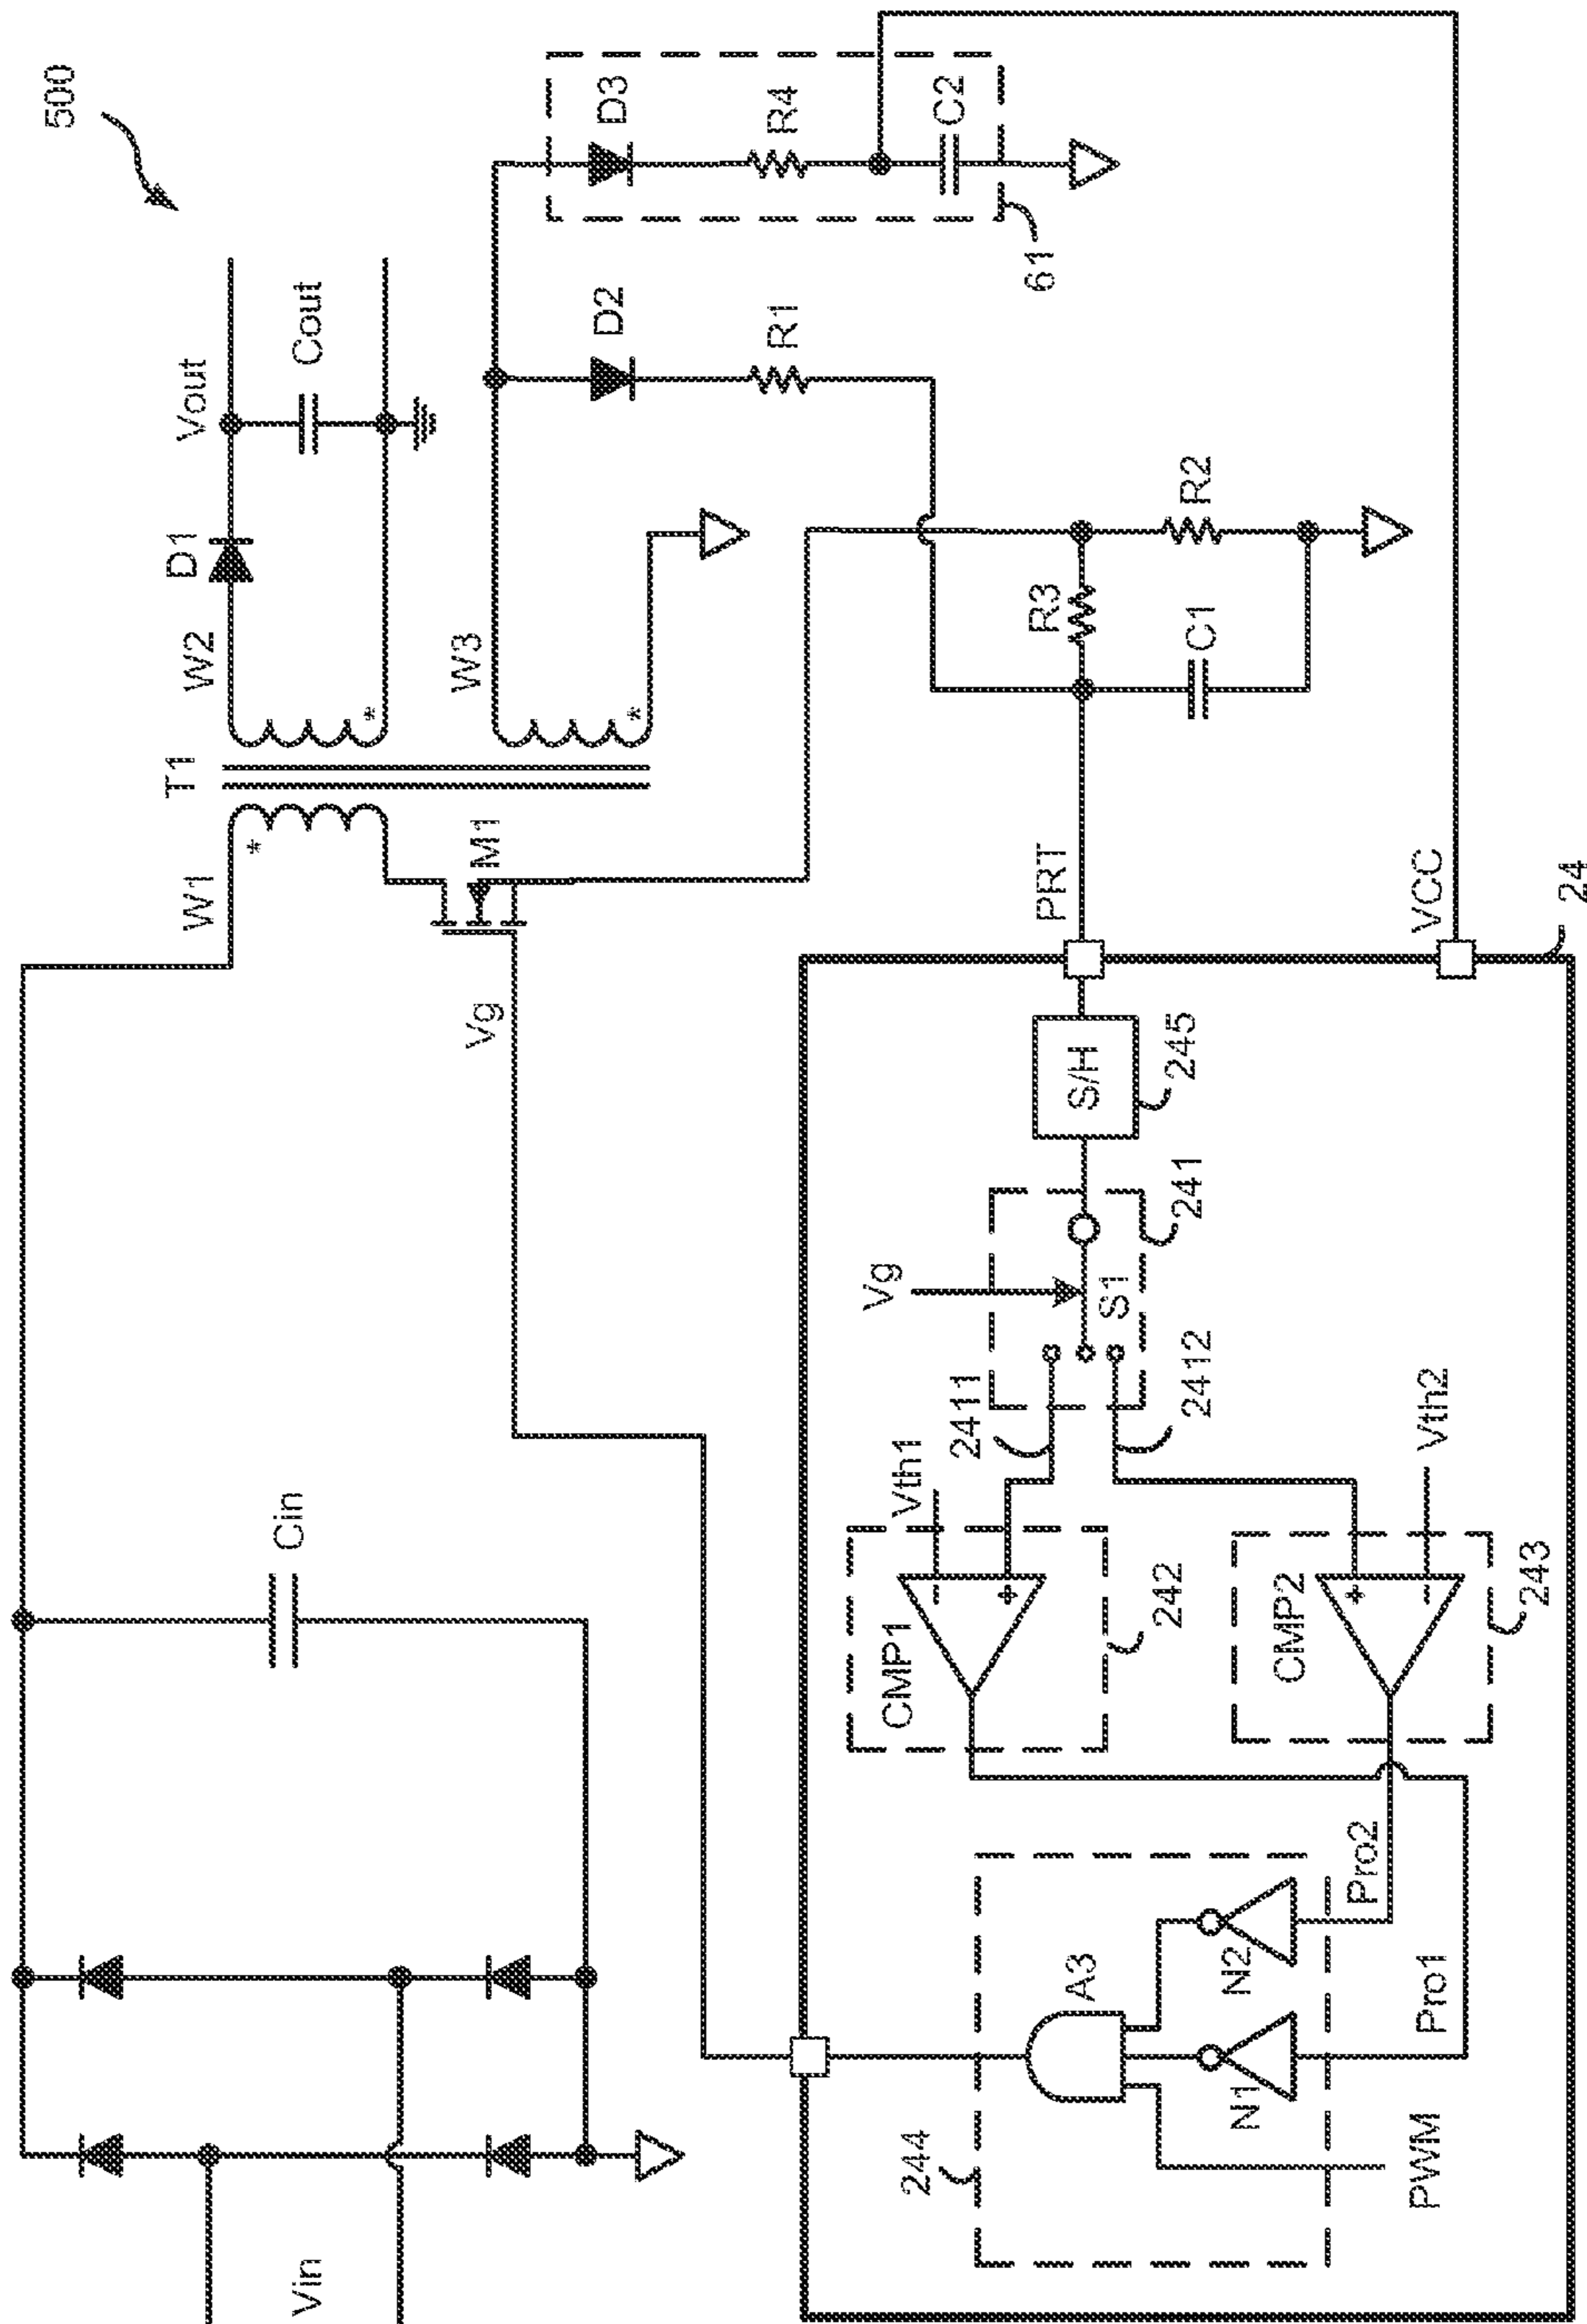 500
Vin
Cin
W1
T1
W2
D1
Vout
Cout
W3
M1
Vg
D2
R1
D3
R4
C2
61
R3
R2
C1
PRT
VCC
24
S/H
245
Vg
S1
241
2411
2412
Vth1
Vth2
CMP1
242
CMP2
243
Pro2
Pro1
A3
N1
N2
244
PWM
*
*
*
+
+